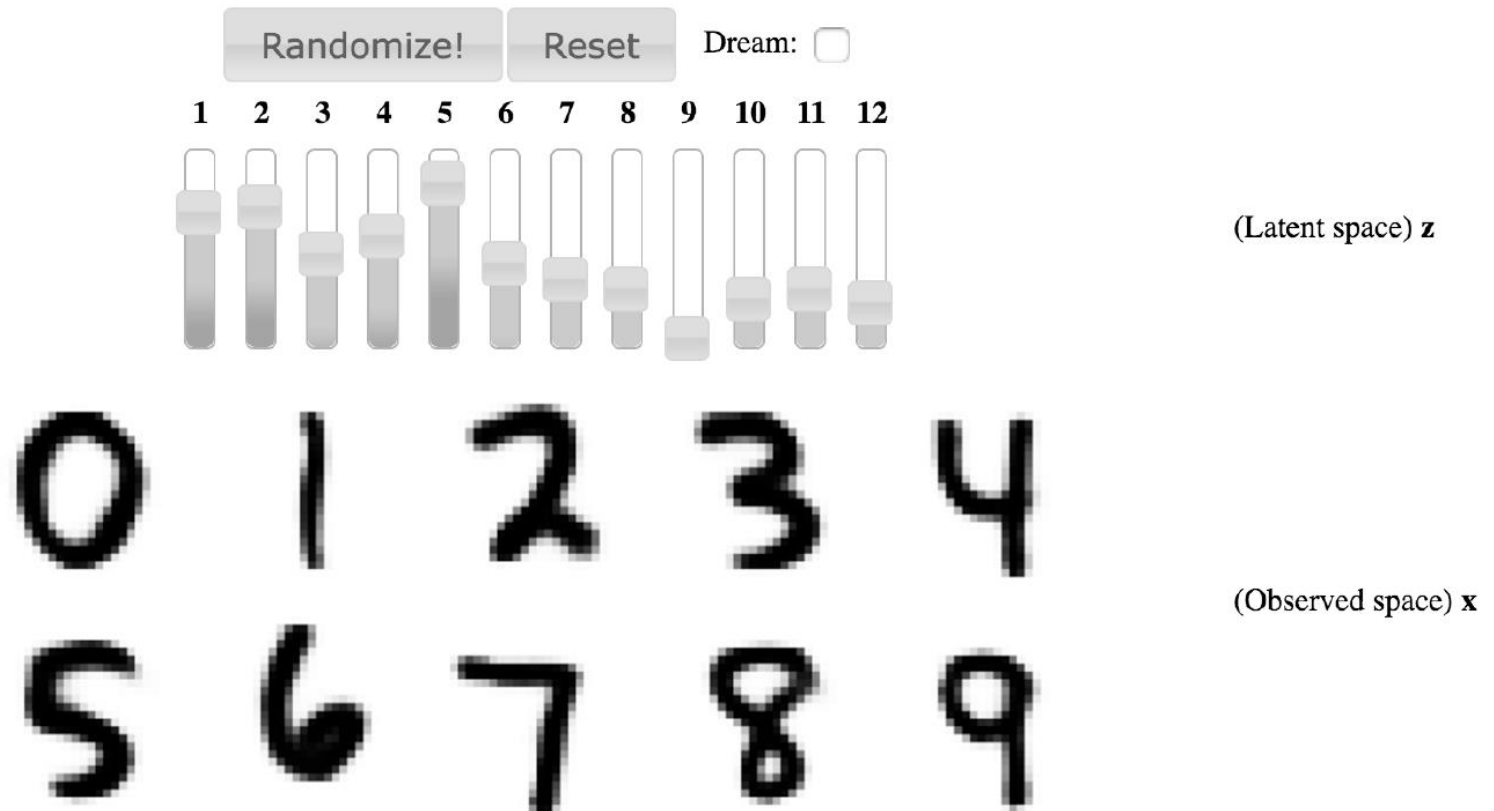 Randomize! Reset Dream:
1 2 3 4 5 6 7 8 9 10 11 12
(Latent space) z
0 1 2 3 4
(Observed space) x
5 6 7 8 9